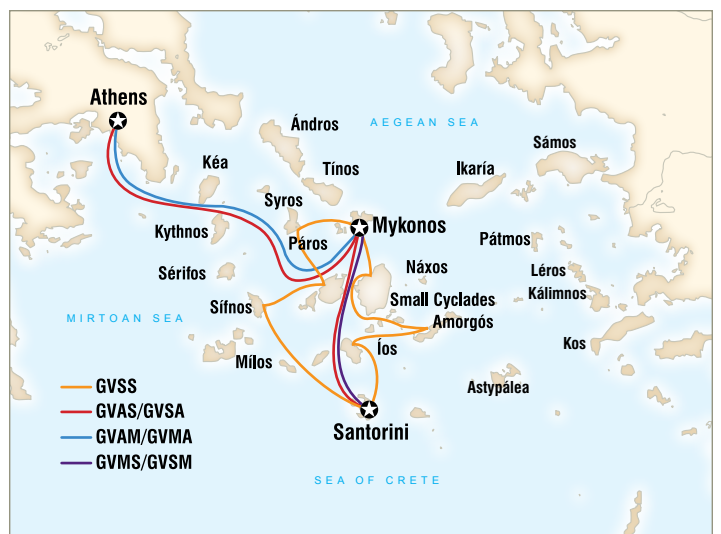 Athens
Ándros
AEGEAN SEA
Sámos
Kéa
Tínos
Ikaría
Syros
Mykonos
Kythnos
Páros
Pátmos
Sérifos
Náxos
Léros
Small Cyclades
Kálimnos
Sífnos
Amorgós
MIRTOAN SEA
Íos
Kos
Mílos
GVSS
Astypálea
GVAS/GVSA
Santorini
GVAM/GVMA
GVMS/GVSM
SEA OF CRETE